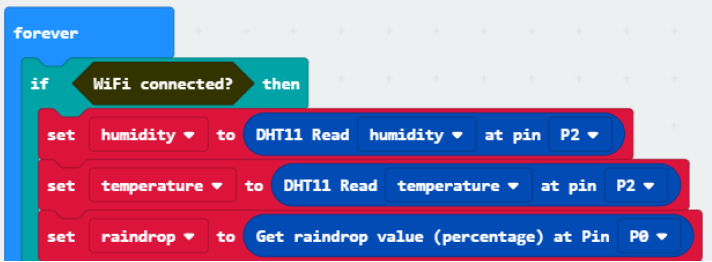 forever
if WiFi connected? then
set humidity to DHT11 Read humidity at pin P2
set temperature to DHT11 Read temperature at pin P2
set raindrop to Get raindrop value (percentage) at Pin P0